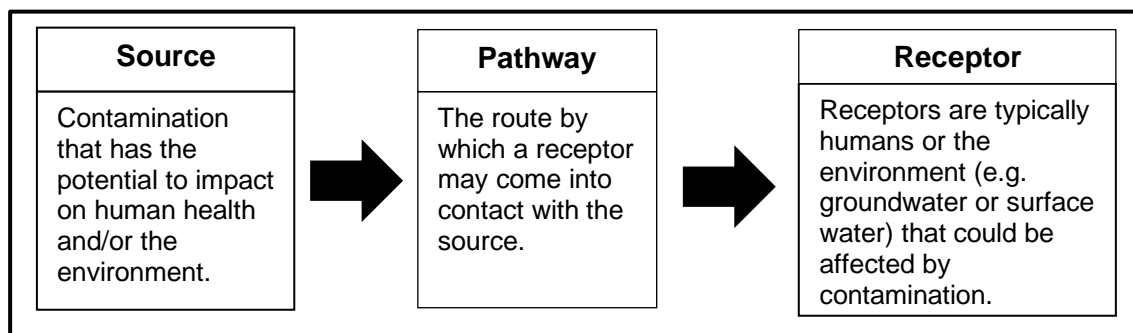 Source
Contamination
that has the
potential to impact
on human health
and/or the
environment.
Pathway
The route by
which a receptor
may come into
contact with the
source.
Receptor
Receptors are typically
humans or the
environment (e.g.
groundwater or surface
water) that could be
affected by
contamination.